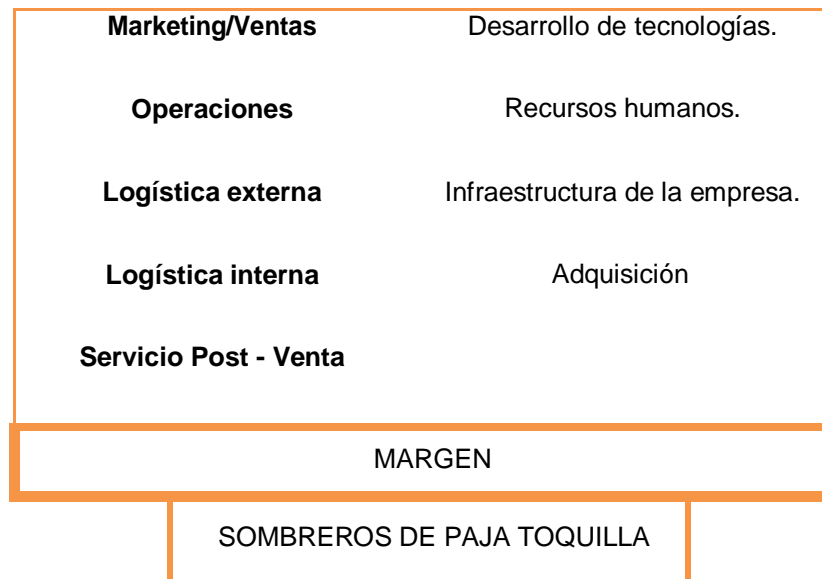 Marketing/Ventas Desarrollo de tecnologías.
Operaciones Recursos humanos.
Logística externa Infraestructura de la empresa.
Logística interna Adquisición
Servicio Post - Venta
MARGEN
SOMBREROS DE PAJA TOQUILLA